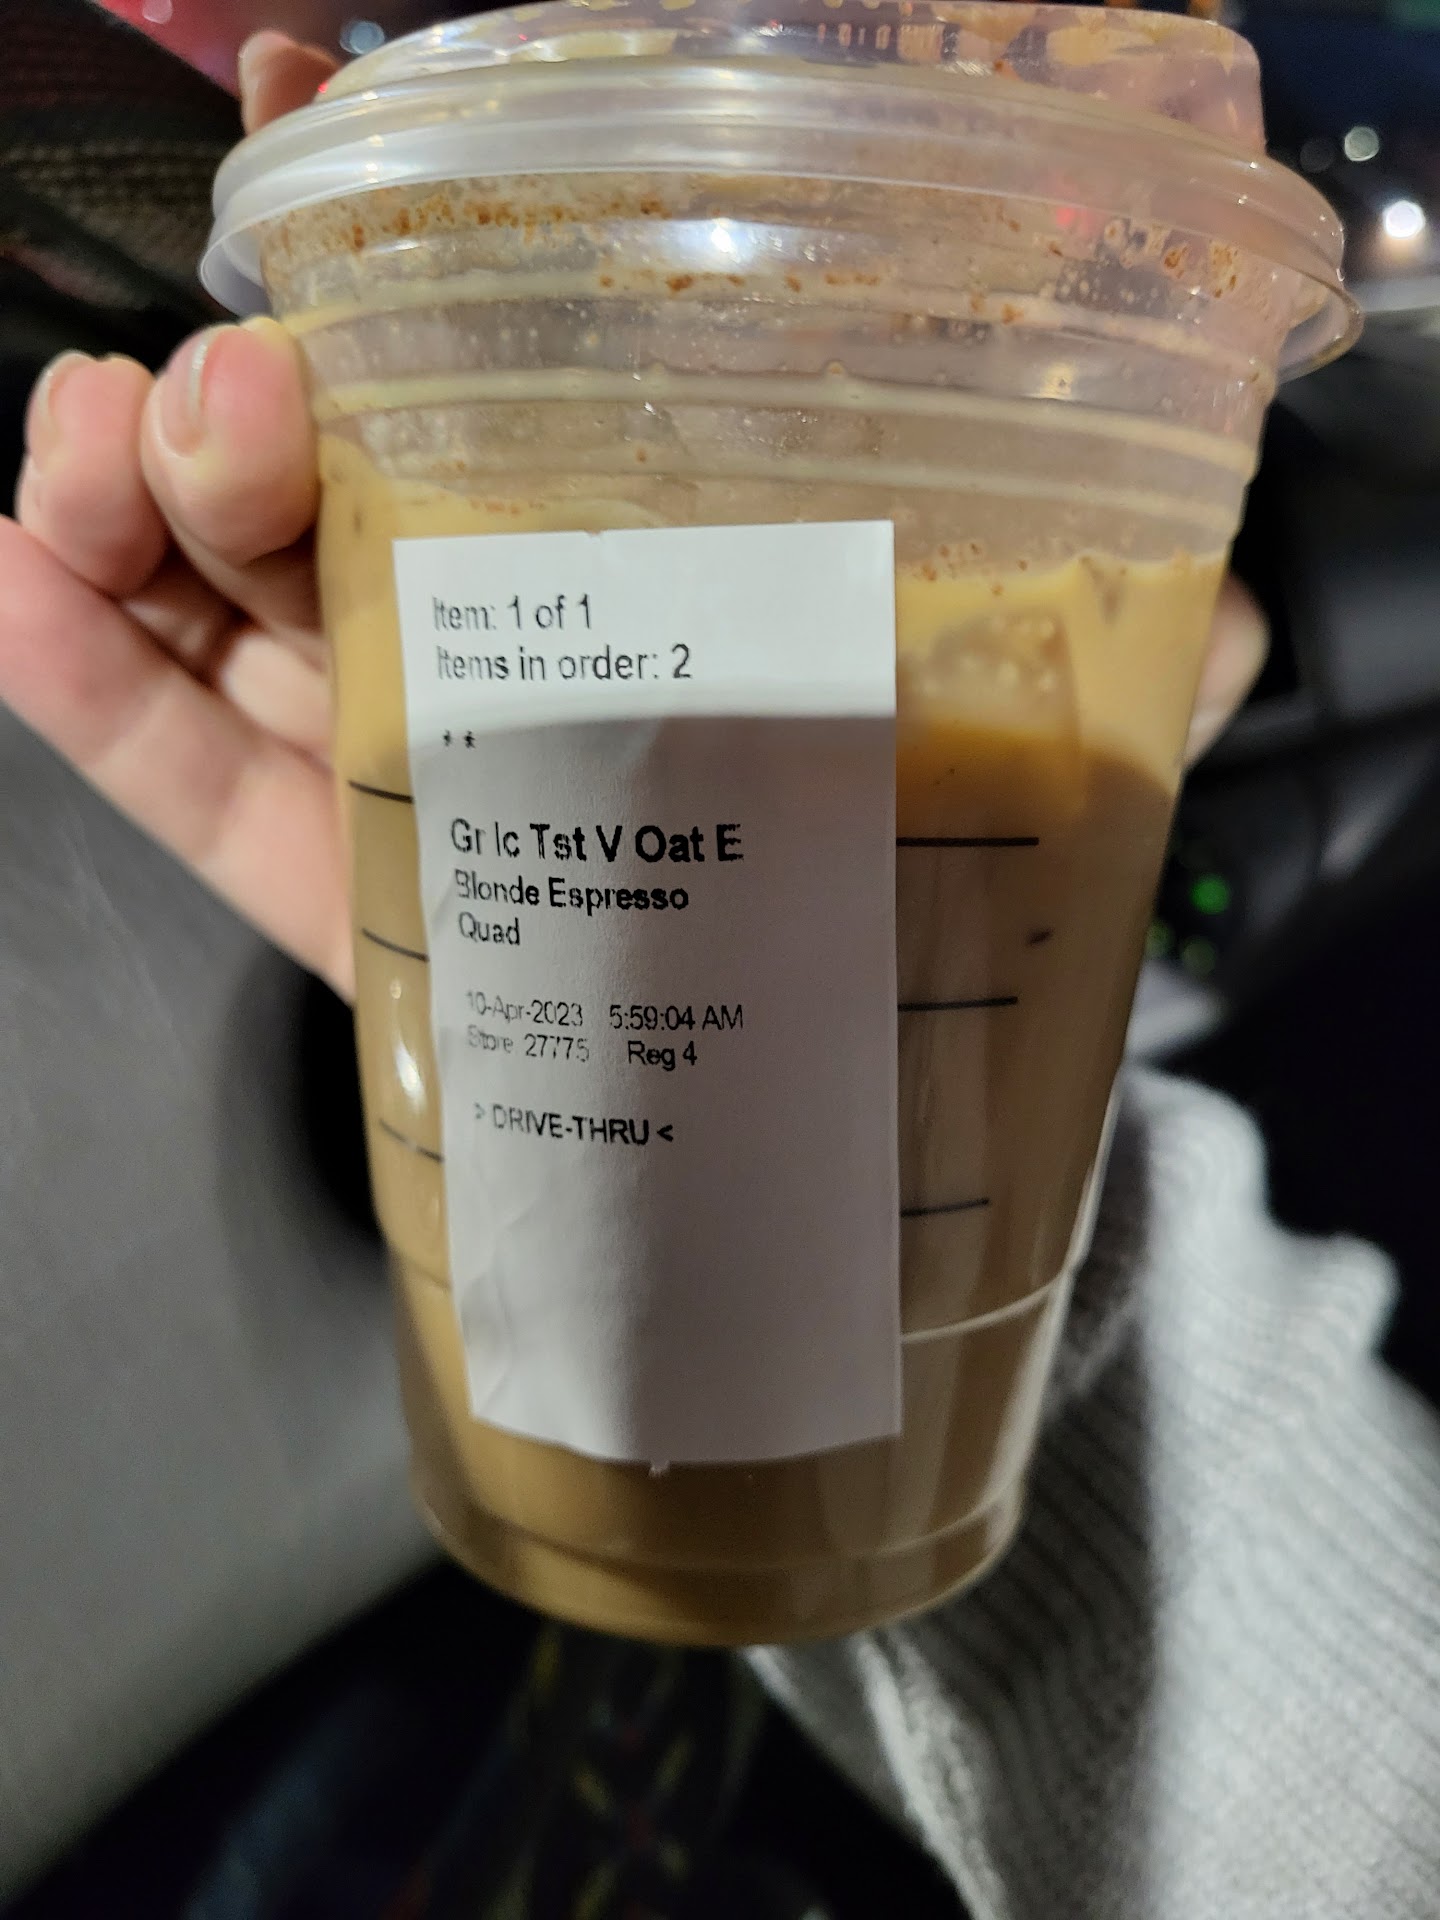 Item: 1 of 1
Items in order: 2
* *
Gr Ic Tst V Oat E
Blonde Espresso
Quad
10-Apr-2023 5:59:04 AM
Store 27775 Reg 4
> DRIVE-THRU <